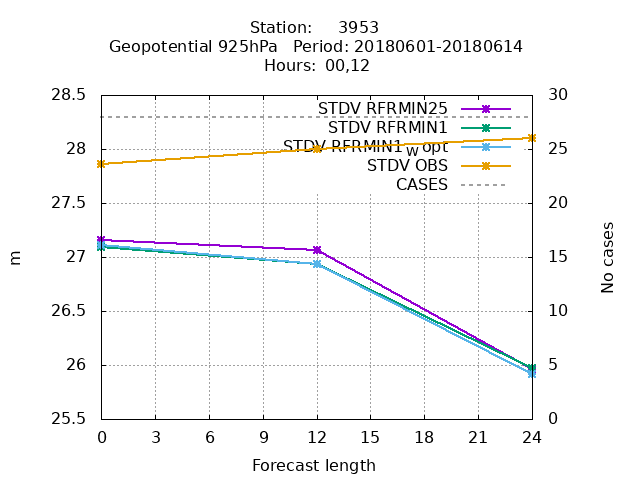 Station: 3953
Geopotential 925hPa Period: 20180601-20180614
Hours: 00,12
28.5
28
27.5
27
26.5
26
25.5
30
25
20
15
10
5
0
0 3 6 9 12 15 18 21 24
m
No cases
Forecast length
STDV RFRMIN25
STDV RFRMIN1
STDV RFRMIN1wopt
STDV OBS
CASES